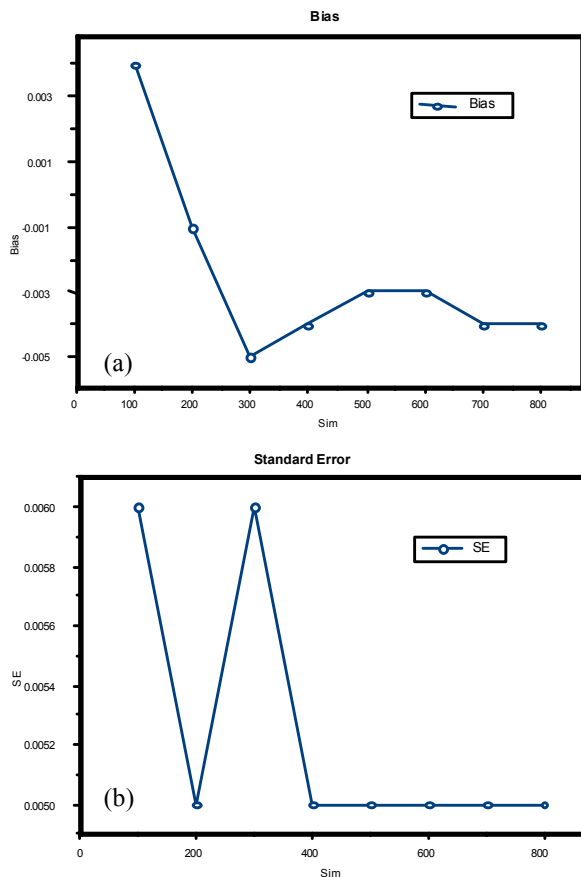 Bias
0.003
0.001
-0.001
-0.003
-0.005
Bias
Bias
(a)
0 100 200 300 400 500 600 700 800
Sim
Standard Error
0.0060
0.0058
0.0056
0.0054
0.0052
0.0050
SE
SE
(b)
0 200 400 600 800
Sim